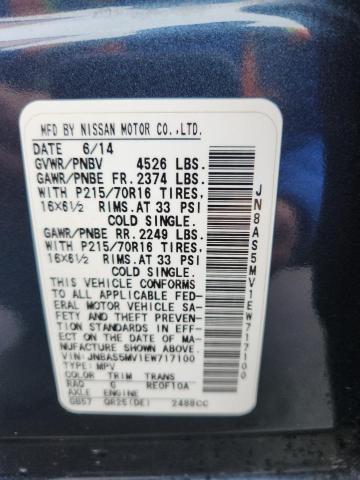 MFD BY NISSAN MOTOR CO.,LTD.
DATE 6/14
GVWR/PNBV 4526 LBS.
GAWR/PNBE FR. 2374 LBS.
WITH P215/70R16 TIRES,
16x6½ RIMS. AT 33 PSI
COLD SINGLE.
GAWR/PNBE RR. 2249 LBS.
WITH P215/70R16 TIRES,
16x6½ RIMS. AT 33 PSI
COLD SINGLE.
THIS VEHICLE CONFORMS
TO ALL APPLICABLE FED-
ERAL MOTOR VEHICLE SA-
FETY AND THEFT PREVEN-
TION STANDARDS IN EFFE-
CT ON THE DATE OF MA-
NUFACTURE SHOWN ABOVE.
VIN:JN8AS5MV1EW717100
TYPE: MPV
COLOR TRIM TRANS
RAQ G RE0F10A
AXLE ENGINE
GB57 QR25(DE) 2488CC
JN8AS5MV1EW717100